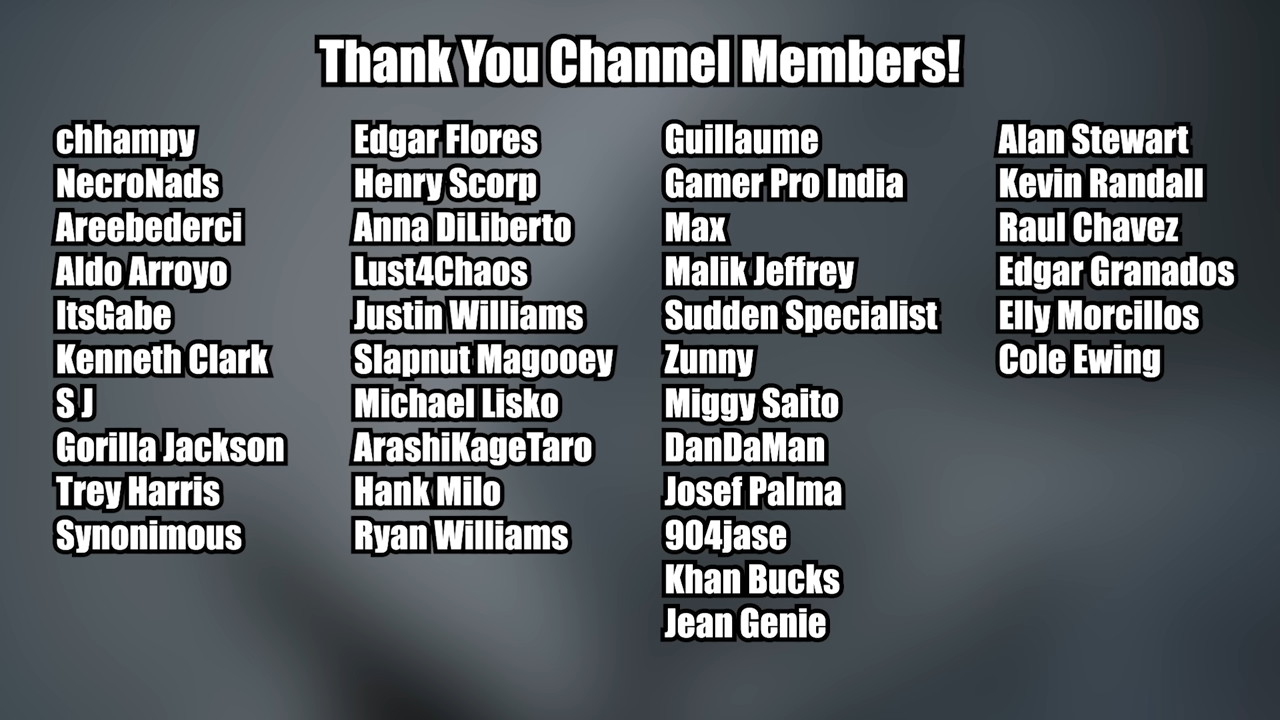 Thank You Channel Members!
chhampy
NecroNads
Areebederci
Aldo Arroyo
ItsGabe
Kenneth Clark
S J
Gorilla Jackson
Trey Harris
Synonimous
Edgar Flores
Henry Scorp
Anna DiLiberto
Lust4Chaos
Justin Williams
Slapnut Magooey
Michael Lisko
ArashiKageTaro
Hank Milo
Ryan Williams
Guillaume
Gamer Pro India
Max
Malik Jeffrey
Sudden Specialist
Zunny
Miggy Saito
DanDaMan
Josef Palma
904jase
Khan Bucks
Jean Genie
Alan Stewart
Kevin Randall
Raul Chavez
Edgar Granados
Elly Morcillos
Cole Ewing